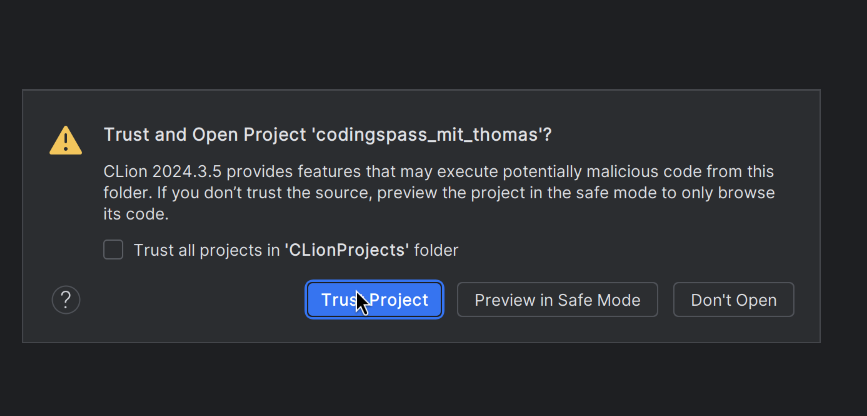 Trust and Open Project 'codingspass_mit_thomas'?
CLion 2024.3.5 provides features that may execute potentially malicious code from this
folder. If you don’t trust the source, preview the project in the safe mode to only browse
its code.
Trust all projects in 'CLionProjects' folder
?
Trust Project
Preview in Safe Mode
Don't Open